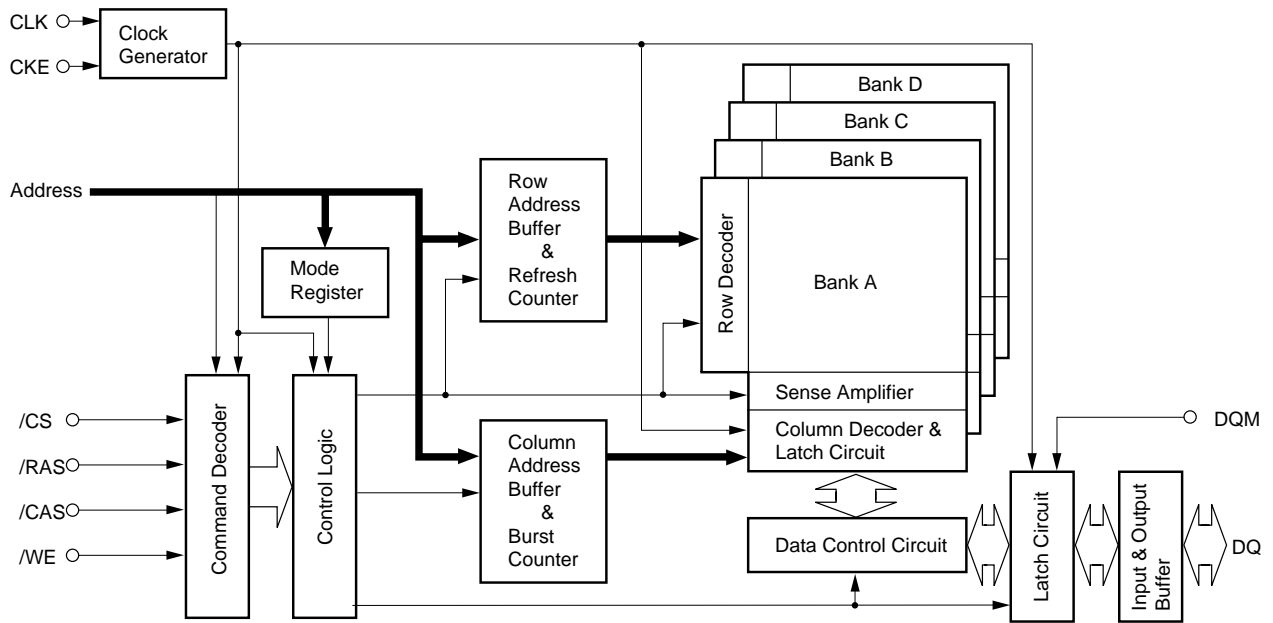 CLK
CKE
Clock
Generator
Bank D
Bank C
Bank B
Address
Row
Address
Buffer
&
Refresh
Counter
Mode
Register
Row Decoder
Bank A
Sense Amplifier
Column Decoder &
Latch Circuit
/CS
/RAS
/CAS
/WE
Command Decoder
Control Logic
Column
Address
Buffer
&
Burst
Counter
Data Control Circuit
Latch Circuit
Input & Output
Buffer
DQM
DQ